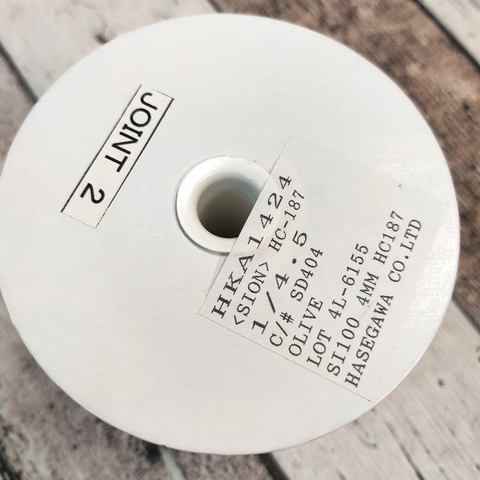 JOINT 2
HKA1424
<SION> HC-187
1/4.5
C/# SD404
OLIVE
LOT 4L-6155
SI100 4MM HC187
HASEGAWA CO.LTD